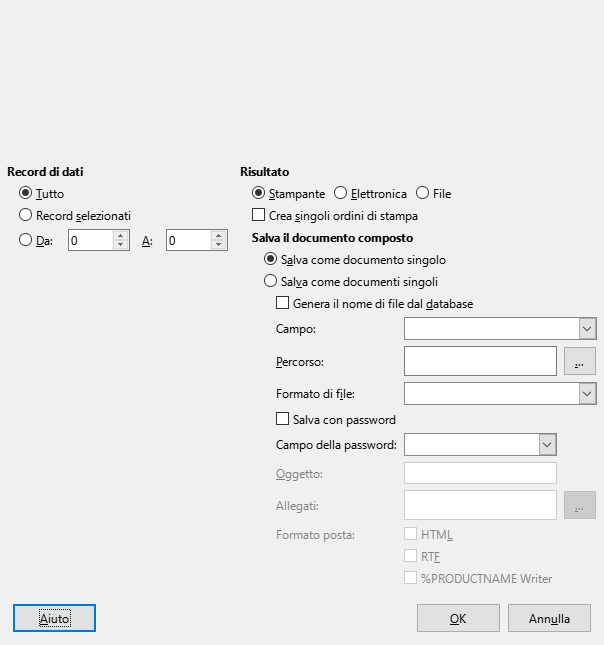 Record di dati
Tutto
Record selezionati
Da: 0 A: 0
Risultato
Stampante Elettronica File
Crea singoli ordini di stampa
Salva il documento composto
Salva come documento singolo
Salva come documenti singoli
Genera il nome di file dal database
Campo:
Percorso: ...
Formato di file:
Salva con password
Campo della password:
Oggetto:
Allegati: ...
Formato posta: HTML
RTF
%PRODUCTNAME Writer
Aiuto OK Annulla